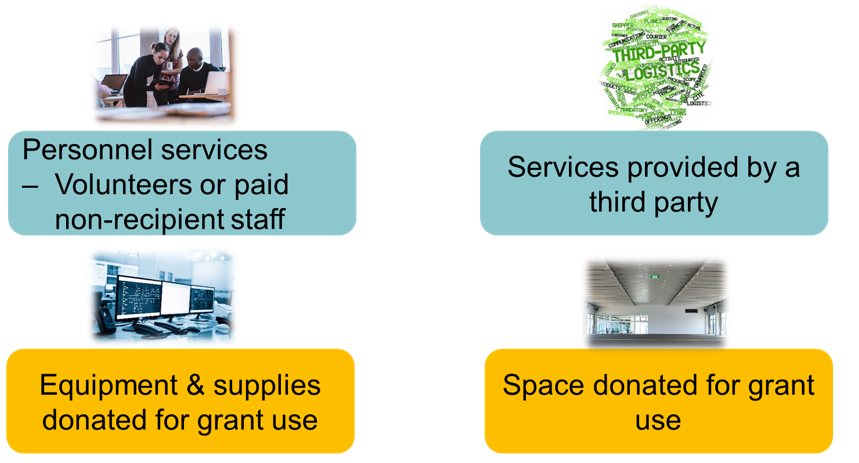 THIRD-PARTY
LOGISTICS
COURIER
Personnel services
– Volunteers or paid
non-recipient staff
Services provided by a
third party
Equipment & supplies
donated for grant use
Space donated for grant
use